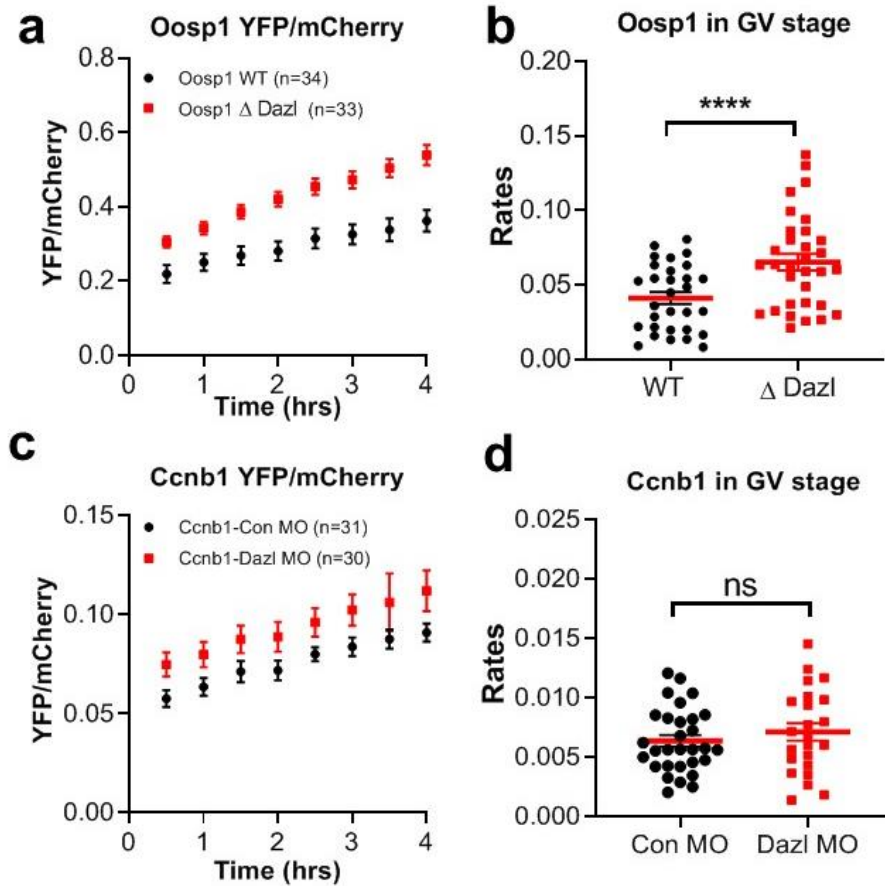 a
Oosp1 YFP/mCherry
0.8
0.6
0.4
0.2
0.0
YFP/mCherry
Oosp1 WT (n=34)
Oosp1 Δ Dazl (n=33)
0 1 2 3 4
Time (hrs)
b
Oosp1 in GV stage
0.20
0.15
0.10
0.05
0.00
Rates
****
WT Δ Dazl
c
Ccnb1 YFP/mCherry
0.15
0.10
0.05
0.00
YFP/mCherry
Ccnb1-Con MO (n=31)
Ccnb1-Dazl MO (n=30)
0 1 2 3 4
Time (hrs)
d
Ccnb1 in GV stage
0.025
0.020
0.015
0.010
0.005
0.000
Rates
ns
Con MO Dazl MO